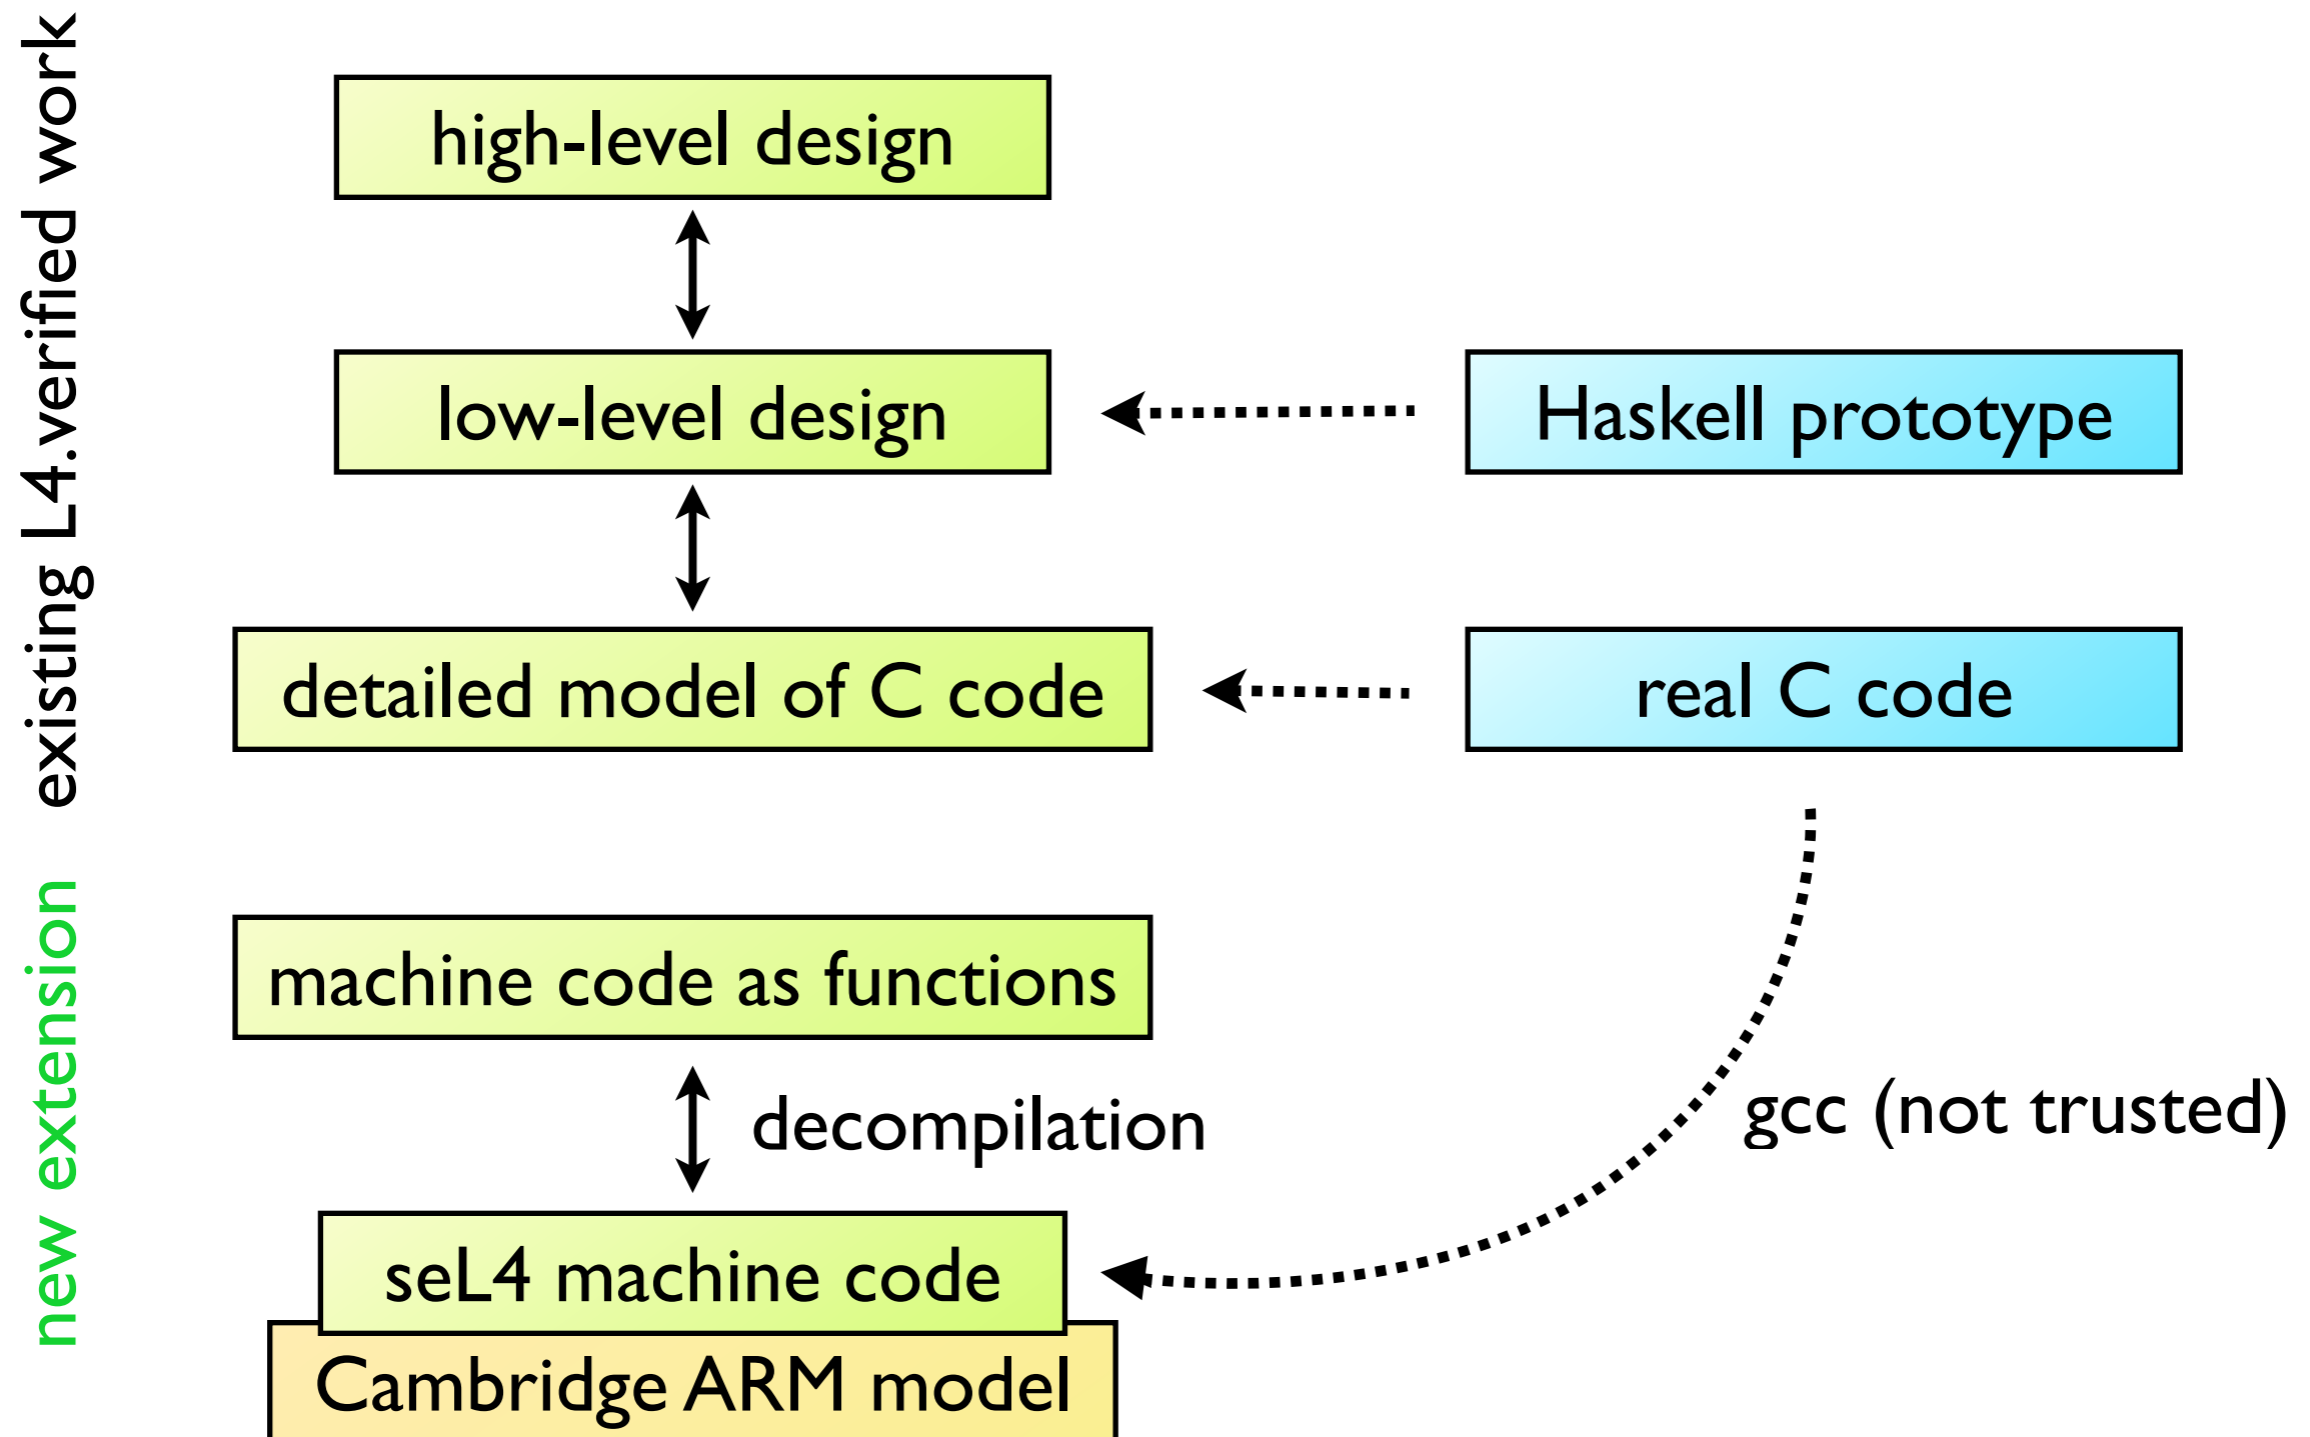 existing L4.verified work
new extension
high-level design
low-level design
Haskell prototype
detailed model of C code
real C code
machine code as functions
decompilation
gcc (not trusted)
seL4 machine code
Cambridge ARM model